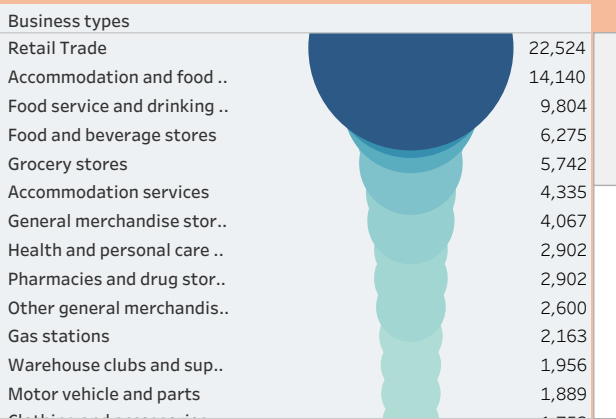 Business types
Retail Trade 22,524
Accommodation and food .. 14,140
Food service and drinking .. 9,804
Food and beverage stores 6,275
Grocery stores 5,742
Accommodation services 4,335
General merchandise stor.. 4,067
Health and personal care .. 2,902
Pharmacies and drug stor.. 2,902
Other general merchandis.. 2,600
Gas stations 2,163
Warehouse clubs and sup.. 1,956
Motor vehicle and parts 1,889